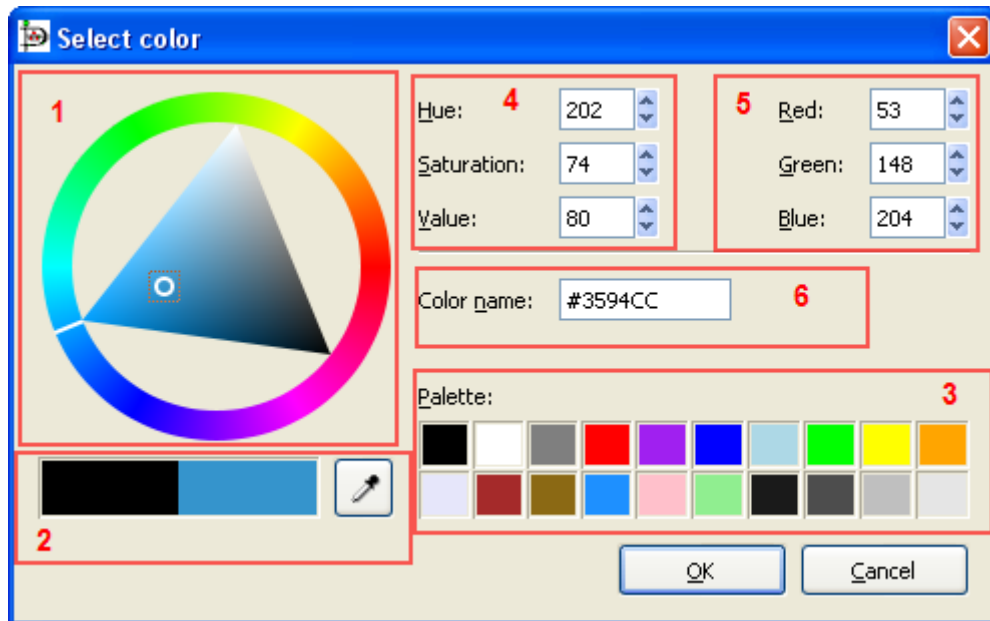 Select color
1
Hue: 202
4
Saturation: 74
Value: 80
5
Red: 53
Green: 148
Blue: 204
Color name: #3594CC
6
Palette:
3
2
OK
Cancel